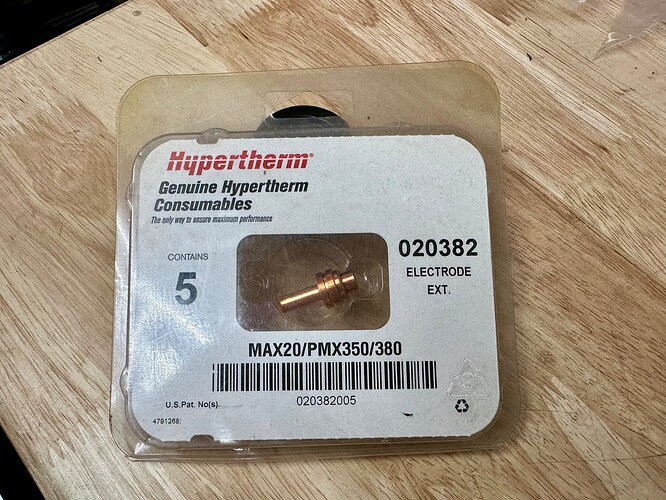 Hypertherm®
Genuine Hypertherm
Consumables
The only way to ensure maximum performance
CONTAINS
5
020382
ELECTRODE
EXT.
MAX20/PMX350/380
020382005
U.S.Pat. No(s).
4791268;